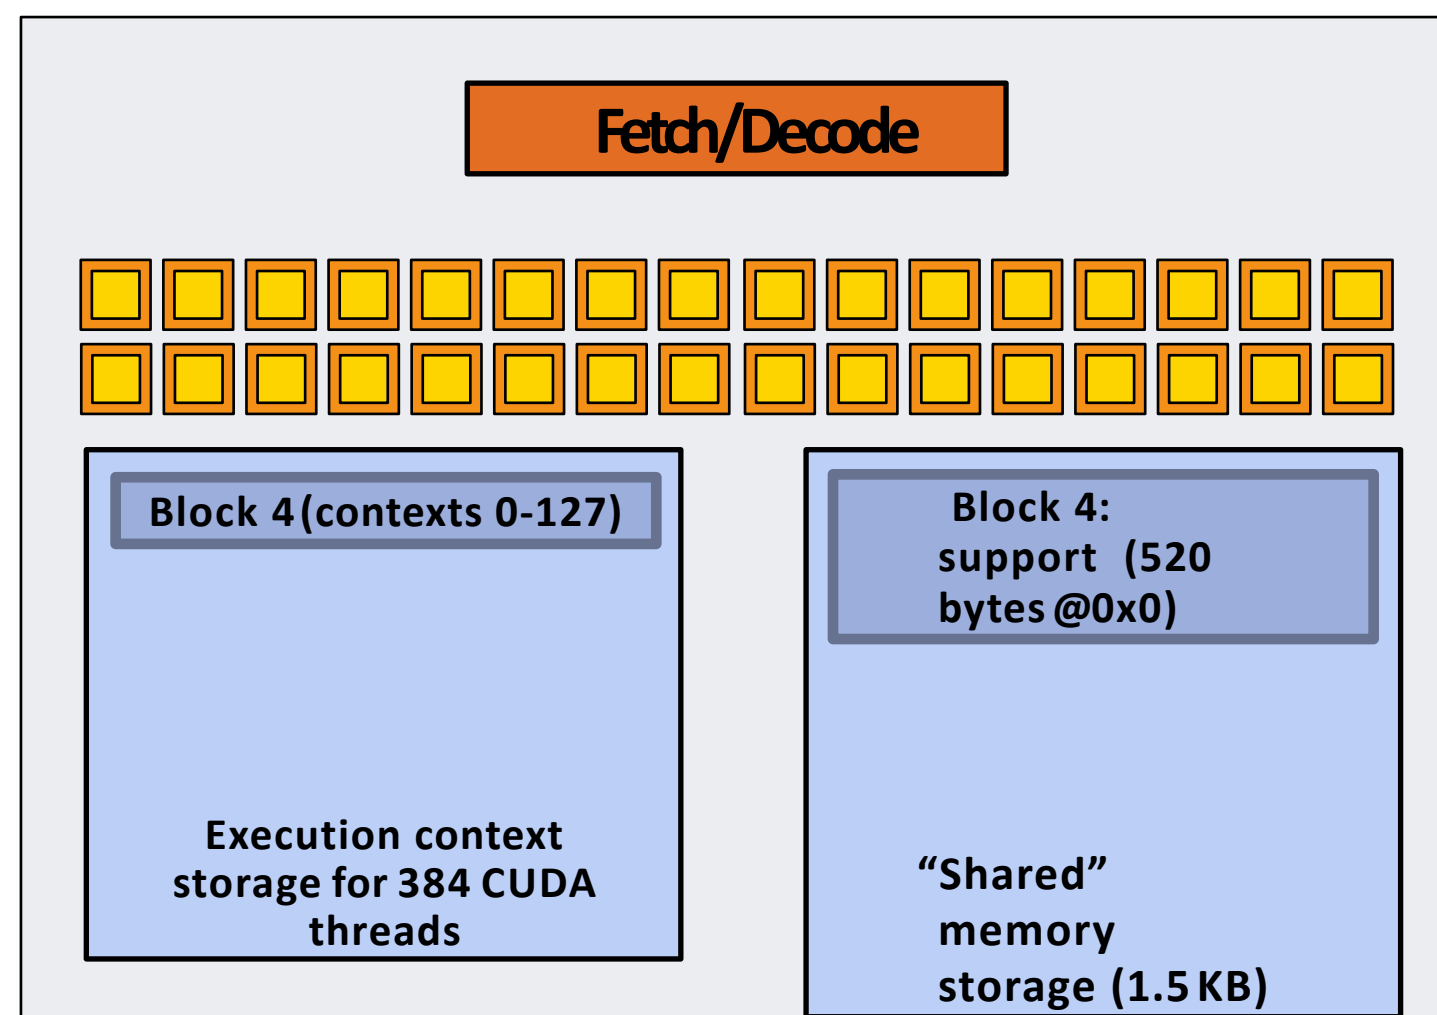 Fetch/Decode
Block 4 (contexts 0-127)
Execution context
storage for 384 CUDA
threads
Block 4:
support (520
bytes @0x0)
“Shared”
memory
storage (1.5 KB)